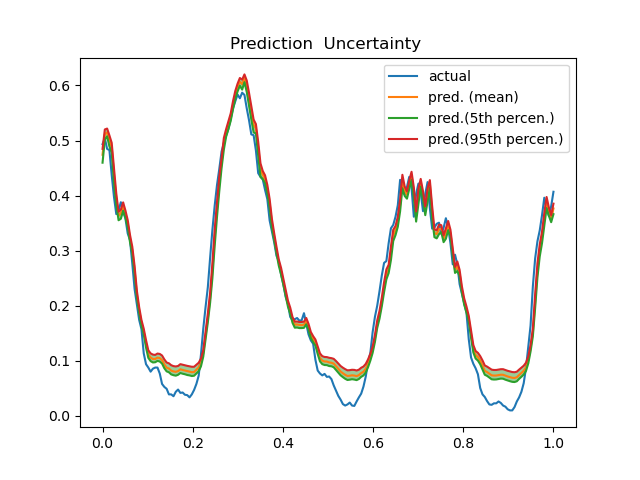 Prediction  Uncertainty
actual
pred. (mean)
pred.(5th percen.)
pred.(95th percen.)
0.6
0.5
0.4
0.3
0.2
0.1
0.0
0.0 0.2 0.4 0.6 0.8 1.0